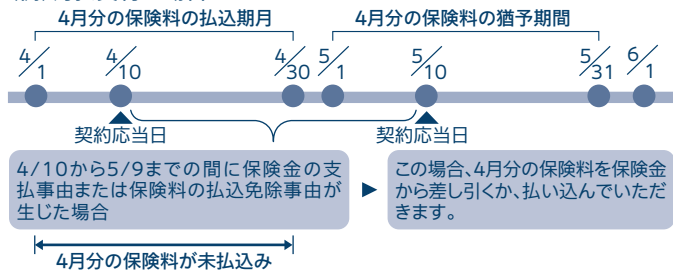 4月分の保険料の払込期月
4月分の保険料の猶予期間
4/1
4/10
4/30
5/1
5/10
5/31
6/1
契約応当日
契約応当日
4/10から5/9までの間に保険金の支
払事由または保険料の払込免除事由が
生じた場合
▶
この場合、4月分の保険料を保険金
から差し引くか、払い込んでいただ
きます。
4月分の保険料が未払込み